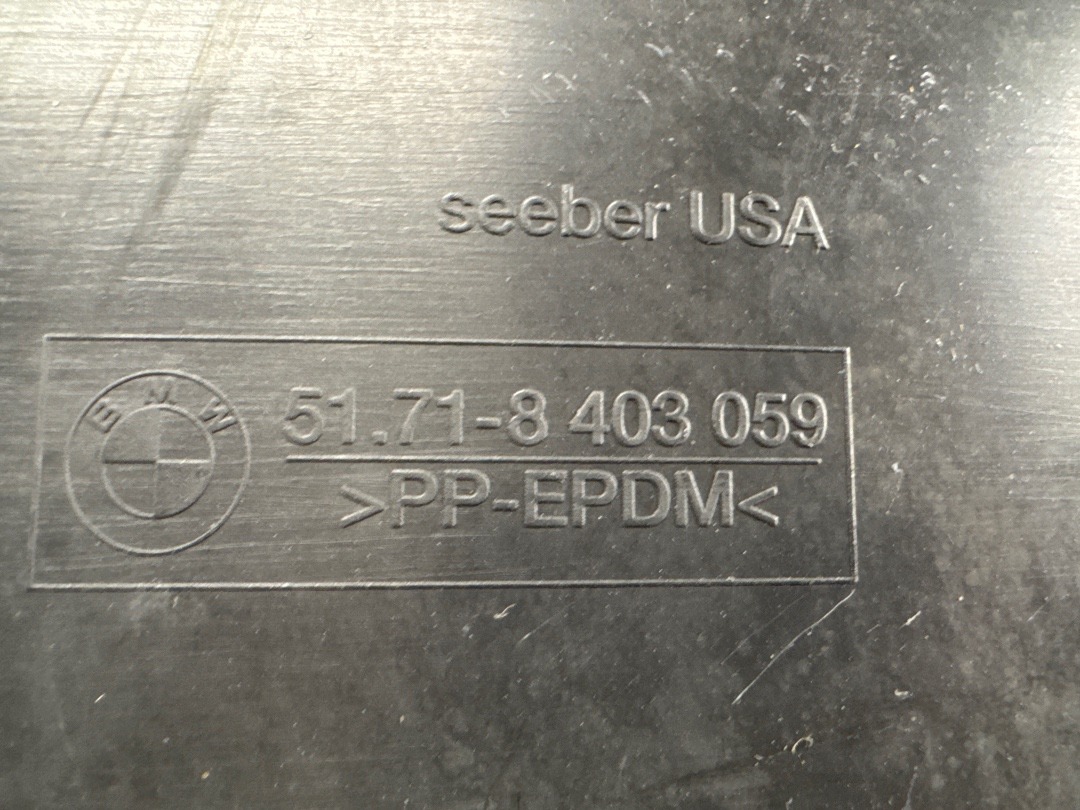 seeber USA
BMW
51.71-8 403 059
>PP-EPDM<